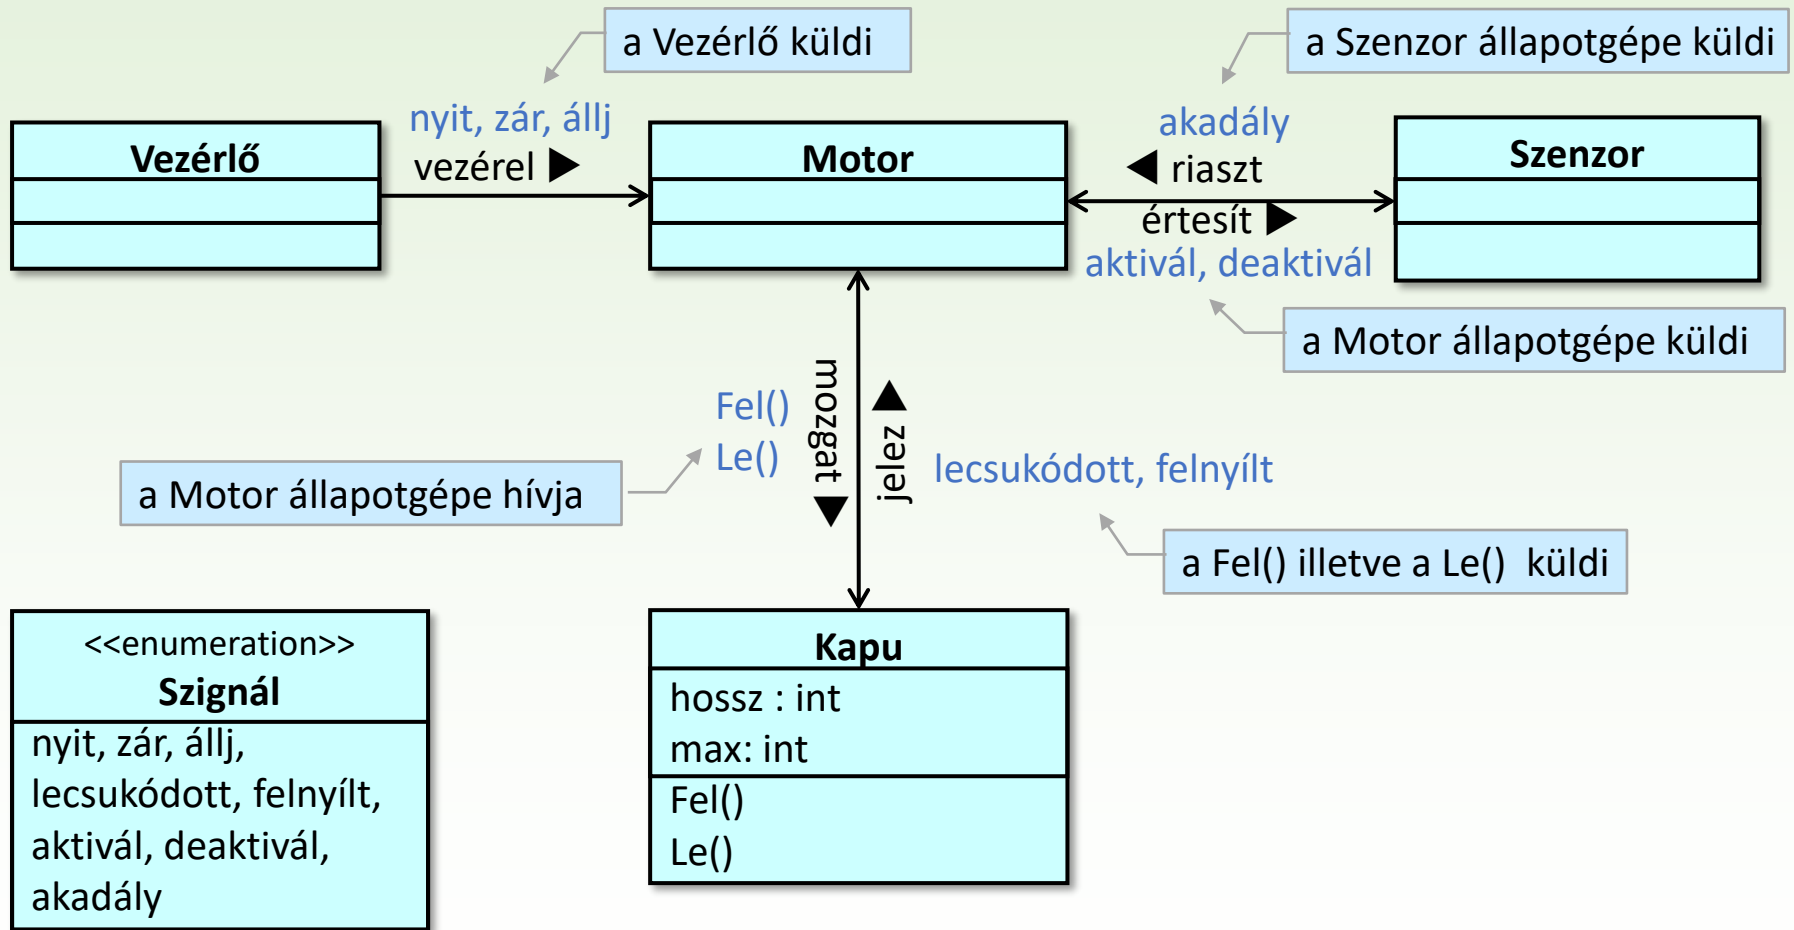 a Vezérlő küldi
a Szenzor állapotgépe küldi
nyit, zár, állj
akadály
Vezérlő
vezérel ▶
Motor
◀ riaszt
Szenzor
értesít ▶
aktivál, deaktivál
a Motor állapotgépe küldi
Fel()
Le()
mozgat ▶
jelez ▶
lecsukódott, felnyílt
a Motor állapotgépe hívja
a Fel() illetve a Le() küldi
<<enumeration>>
Szignál
nyit, zár, állj,
lecsukódott, felnyílt,
aktivál, deaktivál,
akadály
Kapu
hossz : int
max: int
Fel()
Le()